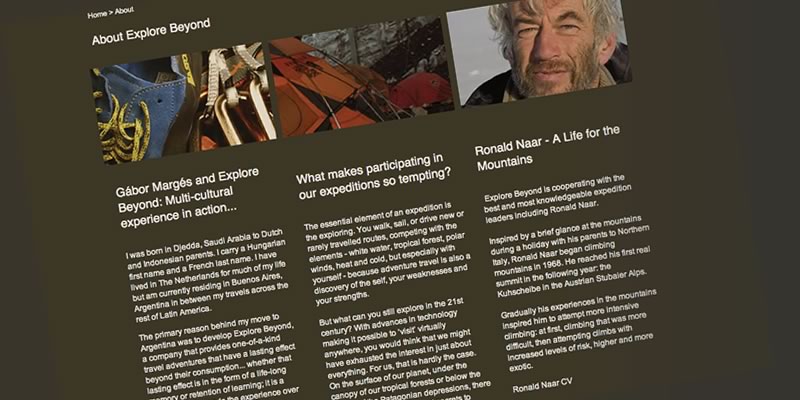 Home > About
About Explore Beyond
Gábor Margés and Explore
Beyond: Multi-cultural
experience in action...
I was born in Djedda, Saudi Arabia to Dutch
and Indonesian parents. I carry a Hungarian
first name and a French last name. I have
lived in The Netherlands for much of my life
but am currently residing in Buenos Aires,
Argentina in between my travels across the
rest of Latin America.
The primary reason behind my move to
Argentina was to develop Explore Beyond,
a company that provides one-of-a-kind
travel adventures that have a lasting effect
beyond their consumption... whether that
lasting effect is in the form of a life-long
memory or retention of learning; it is a
the experience over
What makes participating in
our expeditions so tempting?
The essential element of an expedition is
the exploring. You walk, sail, or drive new or
rarely travelled routes, competing with the
elements - white water, tropical forest, polar
winds, heat and cold, but especially with
yourself - because adventure travel is also a
discovery of the self, your weaknesses and
your strengths.
But what can you still explore in the 21st
century? With advances in technology
making it possible to 'visit' virtually
anywhere, you would think that we might
have exhausted the interest in just about
everything. For us, that is hardly the case.
On the surface of our planet, under the
canopy of our tropical forests or below the
Patagonian depressions, there
secrets to
Ronald Naar - A Life for the
Mountains
Explore Beyond is cooperating with the
best and most knowledgeable expedition
leaders including Ronald Naar.
Inspired by a brief glance at the mountains
during a holiday with his parents to Northern
Italy, Ronald Naar began climbing
mountains in 1968. He reached his first real
summit in the following year: the
Kuhscheibe in the Austrian Stubaier Alps.
Gradually his experiences in the mountains
inspired him to attempt more intensive
climbing: at first, climbing that was more
difficult, then attempting climbs with
increased levels of risk, higher and more
exotic.
Ronald Naar CV